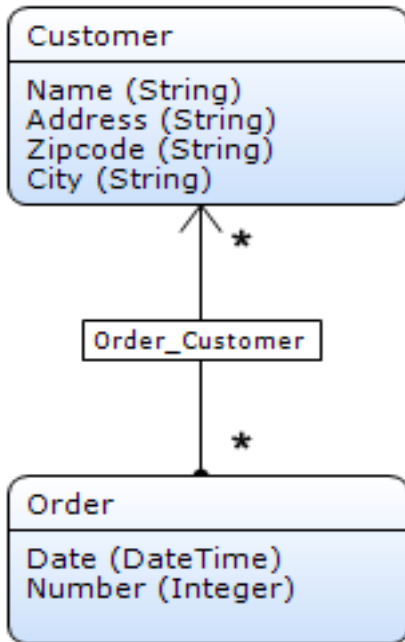 Customer
Name (String)
Address (String)
Zipcode (String)
City (String)
*
Order_Customer
*
Order
Date (DateTime)
Number (Integer)